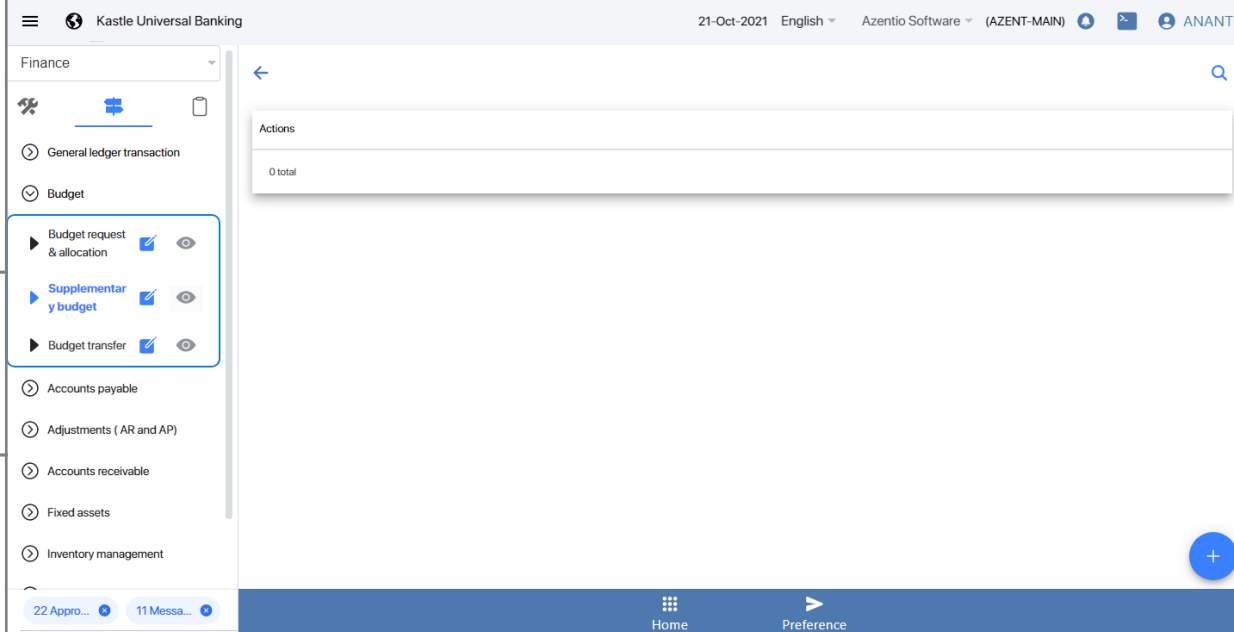 Kastle Universal Banking
21-Oct-2021 English Azentio Software (AZENT-MAIN) ANANT
Finance
General ledger transaction
Budget
Budget request
& allocation
Supplementar
y budget
Budget transfer
Accounts payable
Adjustments ( AR and AP)
Accounts receivable
Fixed assets
Inventory management
22 Appro...
11 Messa...
Actions
0 total
Home
Preference